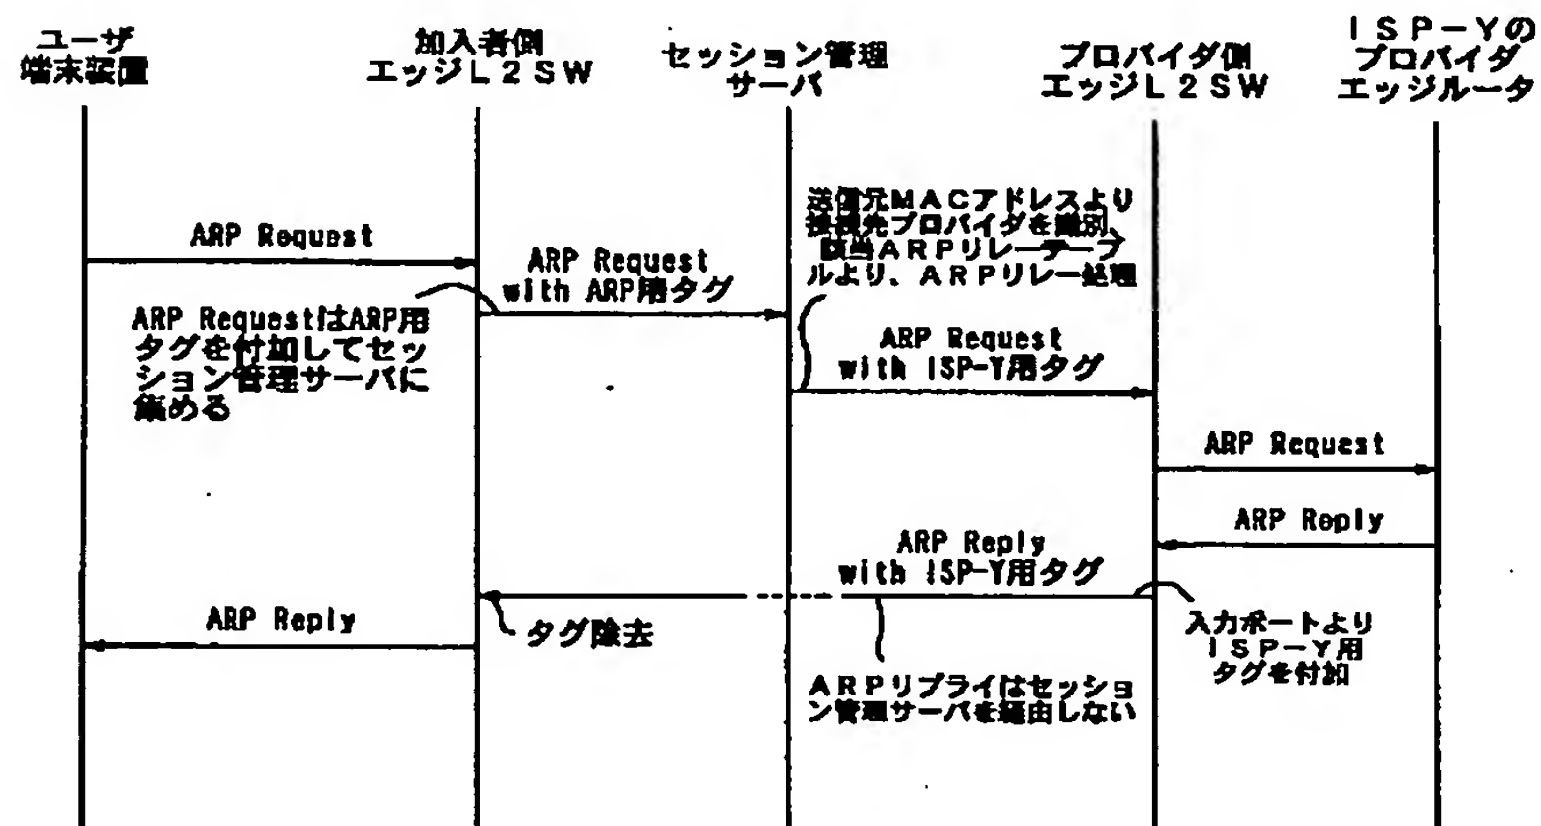 ユーザ
端末装置
加入者側
エッジL2SW
セッション管理
サーバ
プロバイダ側
エッジL2SW
ISP-Yの
プロバイダ
エッジルータ
送信元MACアドレスより
接続先プロバイダを識別、
該当ARPリレーテーブ
ルより、ARPリレー処理
ARP Request
ARP Request
with ARP用タグ
ARP RequestはARP用
タグを付加してセッ
ション管理サーバに
集める
ARP Request
with ISP-Y用タグ
ARP Request
ARP Reply
ARP Reply
with ISP-Y用タグ
ARP Reply
タグ除去
入力ポートより
ISP-Y用
タグを付加
ARPリプライはセッショ
ン管理サーバを経由しない